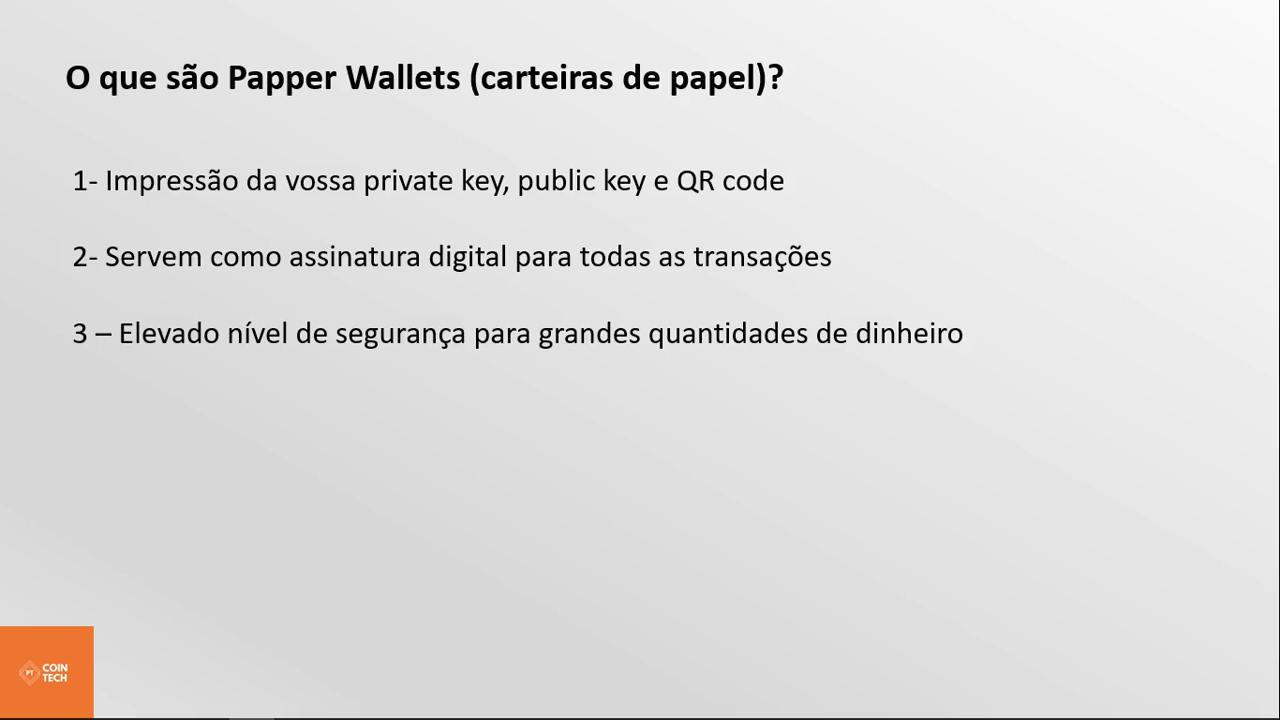 O que são Papper Wallets (carteiras de papel)?
1- Impressão da vossa private key, public key e QR code
2- Servem como assinatura digital para todas as transações
3 – Elevado nível de segurança para grandes quantidades de dinheiro
PT
COIN
TECH